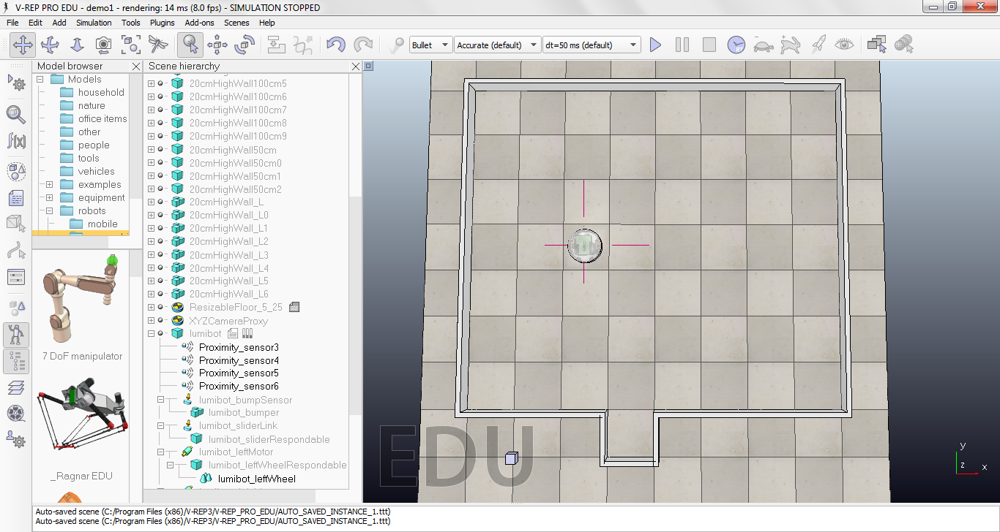 V-REP PRO EDU - demo1 - rendering: 14 ms (8.0 fps) - SIMULATION STOPPED
File Edit Add Simulation Tools Plugins Add-ons Scenes Help
Bullet Accurate (default) dt=50 ms (default) RT
Model browser
Models
household
nature
office items
other
people
tools
vehicles
examples
equipment
robots
mobile
7 DoF manipulator
_Ragnar EDU
f(x)
Scene hierarchy
20cmHighWall100cm5
20cmHighWall100cm6
20cmHighWall100cm7
20cmHighWall100cm8
20cmHighWall100cm9
20cmHighWall50cm
20cmHighWall50cm0
20cmHighWall50cm1
20cmHighWall50cm2
20cmHighWall_L
20cmHighWall_L0
20cmHighWall_L1
20cmHighWall_L2
20cmHighWall_L3
20cmHighWall_L4
20cmHighWall_L5
20cmHighWall_L6
ResizableFloor_5_25
XYZCameraProxy
lumibot
Proximity_sensor3
Proximity_sensor4
Proximity_sensor5
Proximity_sensor6
lumibot_bumpSensor
lumibot_bumper
lumibot_sliderLink
lumibot_sliderRespondable
lumibot_leftMotor
lumibot_leftWheelRespondable
lumibot_leftWheel
EDU
y
z x
Auto-saved scene (C:/Program Files (x86)/V-REP3/V-REP_PRO_EDU/AUTO_SAVED_INSTANCE_1.ttt)
Auto-saved scene (C:/Program Files (x86)/V-REP3/V-REP_PRO_EDU/AUTO_SAVED_INSTANCE_1.ttt)